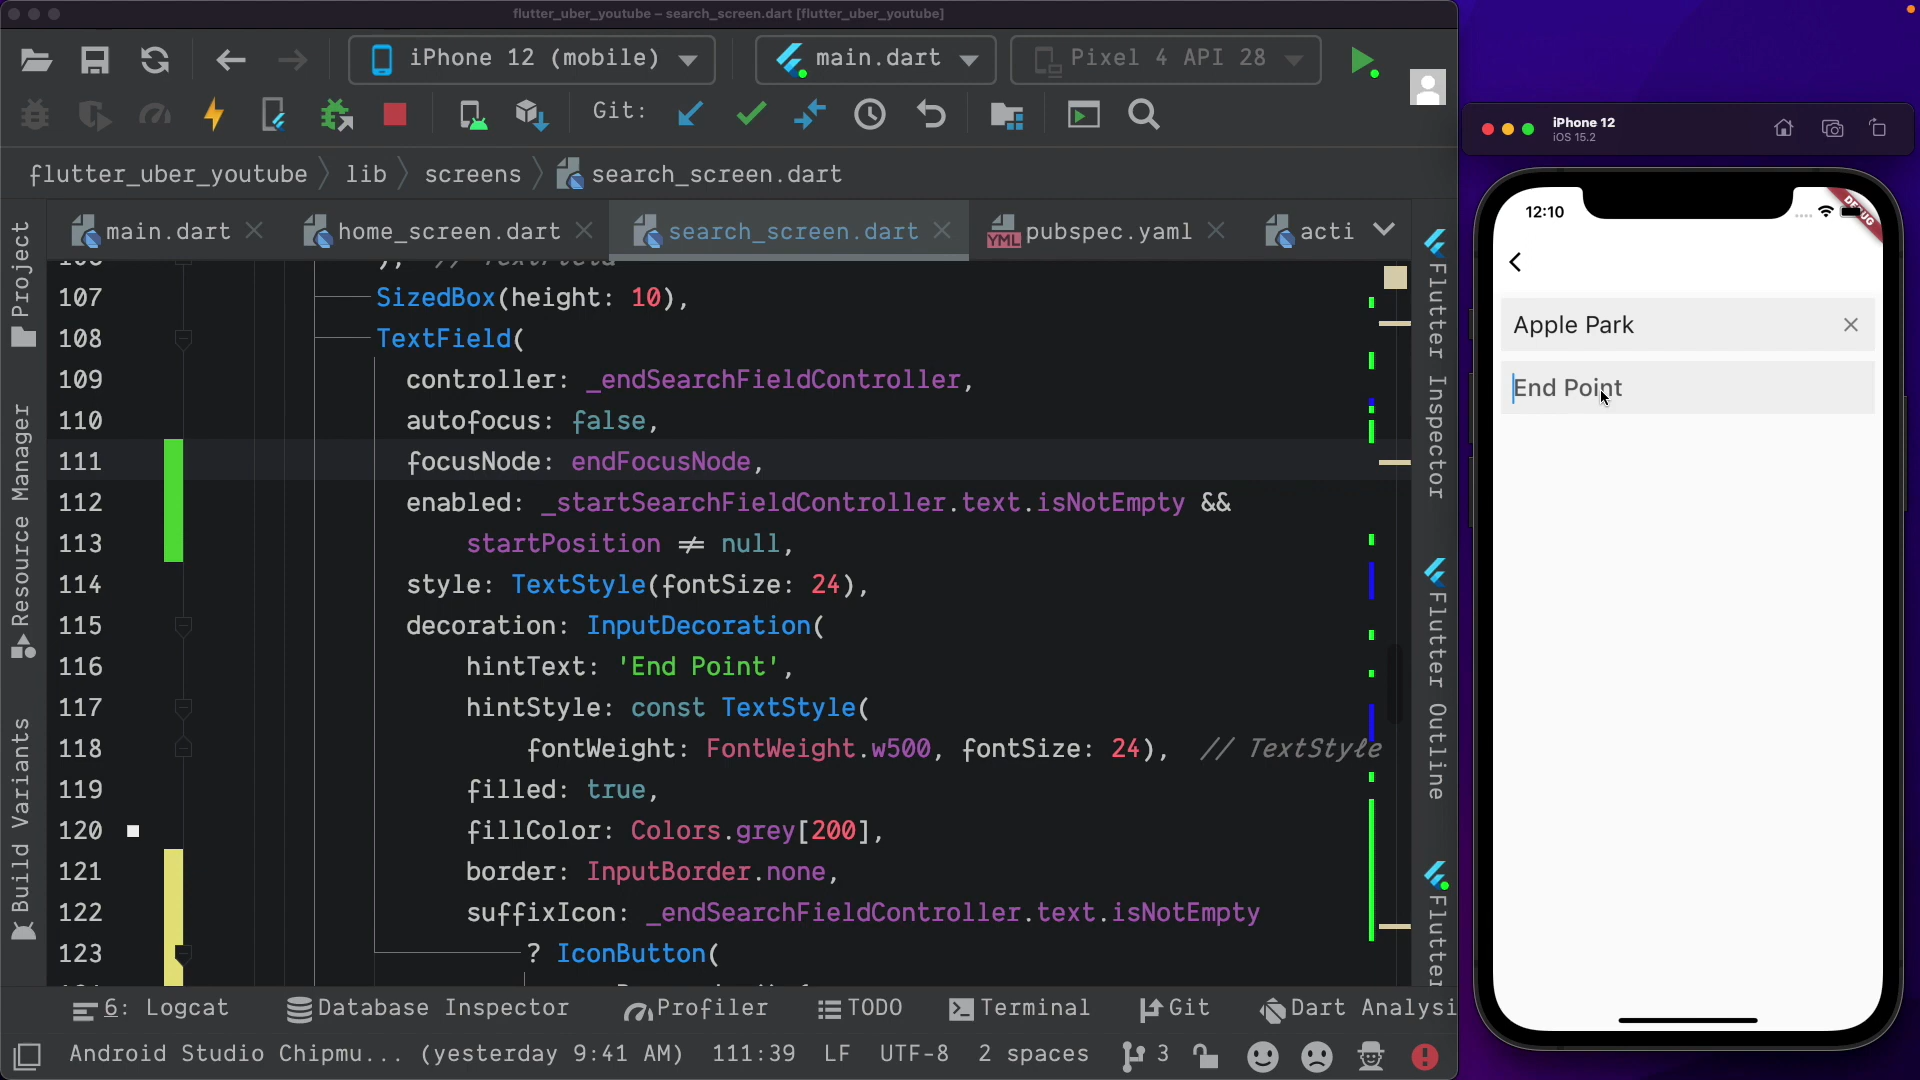 flutter_uber_youtube – search_screen.dart [flutter_uber_youtube]
iPhone 12 (mobile)
main.dart
Pixel 4 API 28
Git:
flutter_uber_youtube
lib
screens
search_screen.dart
main.dart
home_screen.dart
search_screen.dart
YML
pubspec.yaml
acti
Project
Resource Manager
Build Variants
), // TextField
107 SizedBox(height: 10),
108 TextField(
109 controller: _endSearchFieldController,
110 autofocus: false,
111 focusNode: endFocusNode,
112 enabled: _startSearchFieldController.text.isNotEmpty &&
113 startPosition ≠ null,
114 style: TextStyle(fontSize: 24),
115 decoration: InputDecoration(
116 hintText: 'End Point',
117 hintStyle: const TextStyle(
118 fontWeight: FontWeight.w500, fontSize: 24), // TextStyle
119 filled: true,
120 fillColor: Colors.grey[200],
121 border: InputBorder.none,
122 suffixIcon: _endSearchFieldController.text.isNotEmpty
123 ? IconButton(
Flutter Inspector
Flutter Outline
Flutter
6: Logcat
Database Inspector
Profiler
TODO
Terminal
Git
Dart Analysi
Android Studio Chipmu... (yesterday 9:41 AM)
111:39
LF
UTF-8
2 spaces
3
iPhone 12
iOS 15.2
12:10
DEBUG
Apple Park
End Point